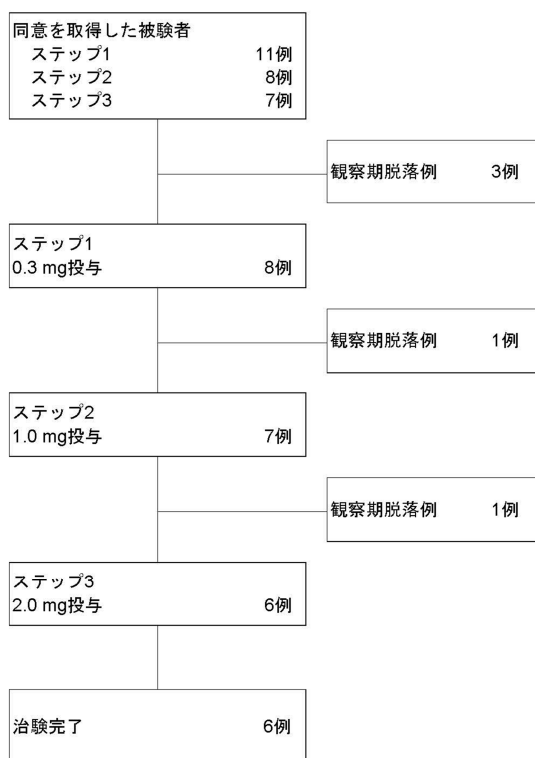 同意を取得した被験者
ステップ1 11例
ステップ2 8例
ステップ3 7例
観察期脱落例 3例
ステップ1
0.3 mg投与 8例
観察期脱落例 1例
ステップ2
1.0 mg投与 7例
観察期脱落例 1例
ステップ3
2.0 mg投与 6例
治験完了 6例